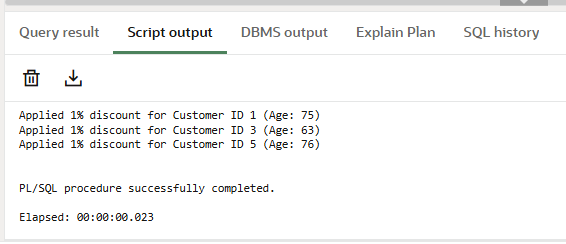 Query result Script output DBMS output Explain Plan SQL history
Applied 1% discount for Customer ID 1 (Age: 75)
Applied 1% discount for Customer ID 3 (Age: 63)
Applied 1% discount for Customer ID 5 (Age: 76)
PL/SQL procedure successfully completed.
Elapsed: 00:00:00.023